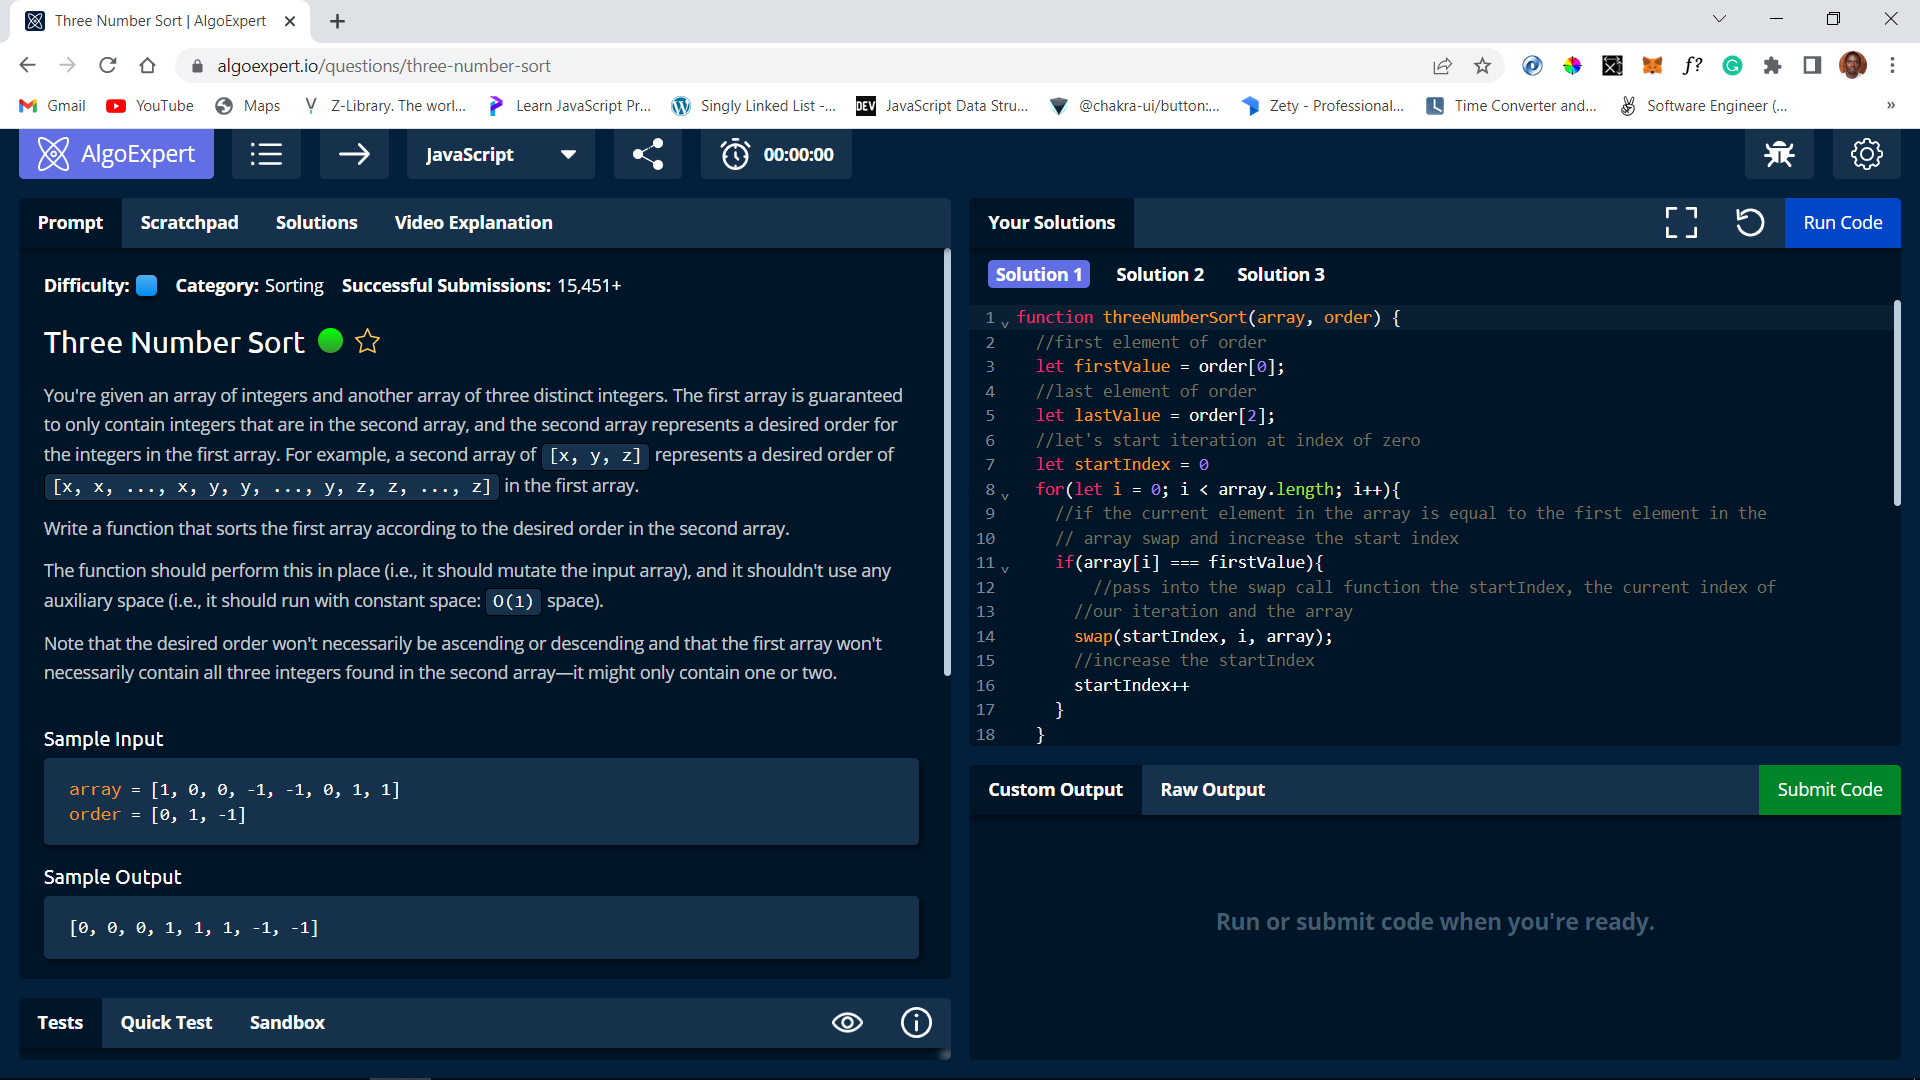 Three Number Sort | AlgoExpert
algoexpert.io/questions/three-number-sort
f?
Gmail YouTube Maps Z-Library. The worl... Learn JavaScript Pr... Singly Linked List -... DEV JavaScript Data Stru... @chakra-ui/button:... Zety - Professional... Time Converter and... Software Engineer (... »
AlgoExpert JavaScript 00:00:00
Prompt Scratchpad Solutions Video Explanation
Difficulty: Category: Sorting Successful Submissions: 15,451+
Three Number Sort
You're given an array of integers and another array of three distinct integers. The first array is guaranteed
to only contain integers that are in the second array, and the second array represents a desired order for
the integers in the first array. For example, a second array of [x, y, z] represents a desired order of
[x, x, ..., x, y, y, ..., y, z, z, ..., z] in the first array.
Write a function that sorts the first array according to the desired order in the second array.
The function should perform this in place (i.e., it should mutate the input array), and it shouldn't use any
auxiliary space (i.e., it should run with constant space: O(1) space).
Note that the desired order won't necessarily be ascending or descending and that the first array won't
necessarily contain all three integers found in the second array—it might only contain one or two.
Sample Input
array = [1, 0, 0, -1, -1, 0, 1, 1]
order = [0, 1, -1]
Sample Output
[0, 0, 0, 1, 1, 1, -1, -1]
Tests Quick Test Sandbox
Your Solutions Run Code
Solution 1 Solution 2 Solution 3
1 function threeNumberSort(array, order) {
2 //first element of order
3 let firstValue = order[0];
4 //last element of order
5 let lastValue = order[2];
6 //let's start iteration at index of zero
7 let startIndex = 0
8 for(let i = 0; i < array.length; i++){
9 //if the current element in the array is equal to the first element in the
10 // array swap and increase the start index
11 if(array[i] === firstValue){
12 //pass into the swap call function the startIndex, the current index of
13 //our iteration and the array
14 swap(startIndex, i, array);
15 //increase the startIndex
16 startIndex++
17 }
18 }
Custom Output Raw Output Submit Code
Run or submit code when you're ready.